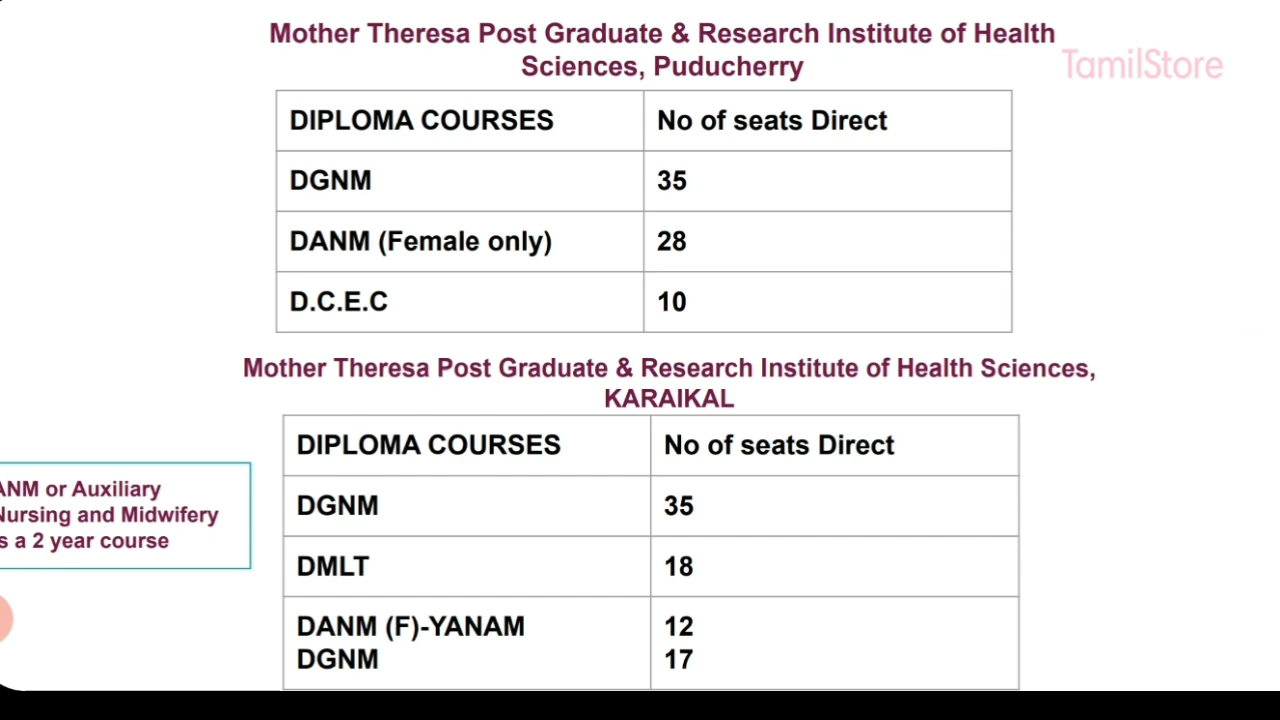 Mother Theresa Post Graduate & Research Institute of Health
Sciences, Puducherry
TamilStore
DIPLOMA COURSES No of seats Direct
DGNM 35
DANM (Female only) 28
D.C.E.C 10
Mother Theresa Post Graduate & Research Institute of Health Sciences,
KARAIKAL
DIPLOMA COURSES No of seats Direct
DGNM 35
DMLT 18
DANM (F)-YANAM 12
DGNM 17
ANM or Auxiliary
Nursing and Midwifery
s a 2 year course